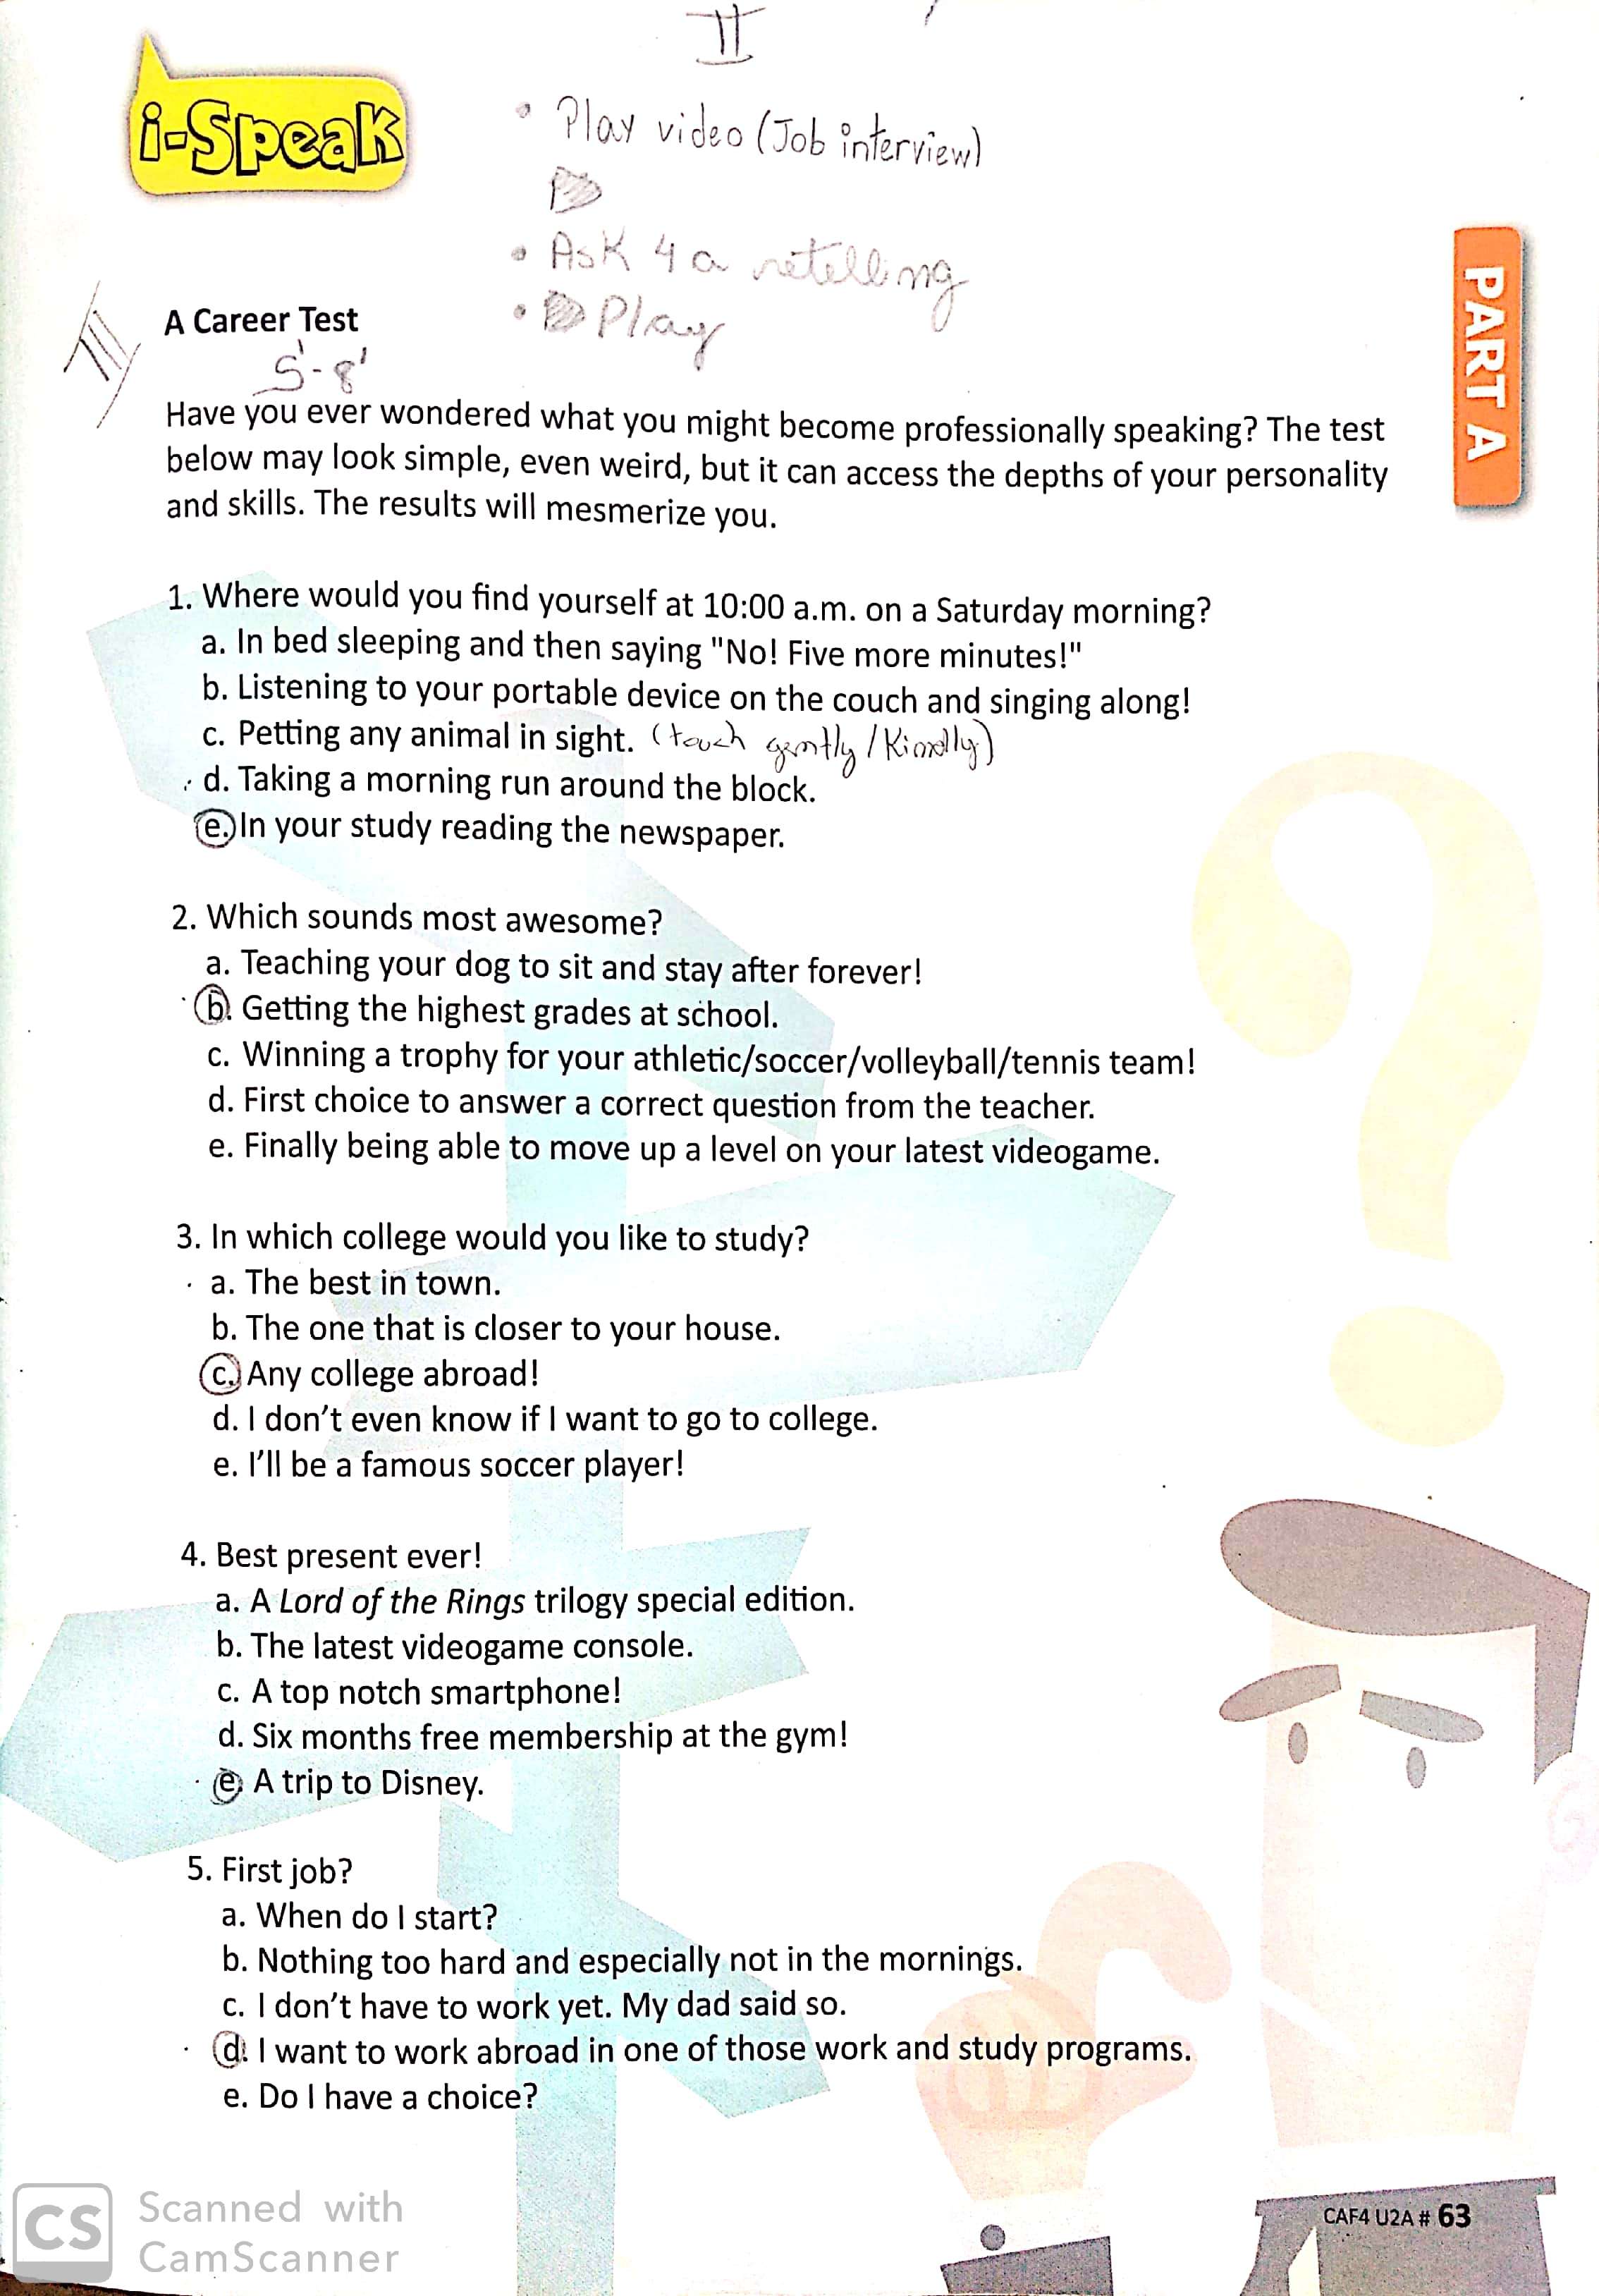 II
i-Speak
• Play video (Job interview)
• Ask 4 a retelling
• Play
III
A Career Test
5'-8'
PART A
Have you ever wondered what you might become professionally speaking? The test
below may look simple, even weird, but it can access the depths of your personality
and skills. The results will mesmerize you.
1. Where would you find yourself at 10:00 a.m. on a Saturday morning?
a. In bed sleeping and then saying "No! Five more minutes!"
b. Listening to your portable device on the couch and singing along!
c. Petting any animal in sight. (touch gently / Kindly)
d. Taking a morning run around the block.
e. In your study reading the newspaper.
2. Which sounds most awesome?
a. Teaching your dog to sit and stay after forever!
b. Getting the highest grades at school.
c. Winning a trophy for your athletic/soccer/volleyball/tennis team!
d. First choice to answer a correct question from the teacher.
e. Finally being able to move up a level on your latest videogame.
3. In which college would you like to study?
a. The best in town.
b. The one that is closer to your house.
c. Any college abroad!
d. I don't even know if I want to go to college.
e. I'll be a famous soccer player!
4. Best present ever!
a. A Lord of the Rings trilogy special edition.
b. The latest videogame console.
c. A top notch smartphone!
d. Six months free membership at the gym!
e. A trip to Disney.
5. First job?
a. When do I start?
b. Nothing too hard and especially not in the mornings.
c. I don't have to work yet. My dad said so.
d. I want to work abroad in one of those work and study programs.
e. Do I have a choice?
CAF4 U2A # 63
CS Scanned with
CamScanner